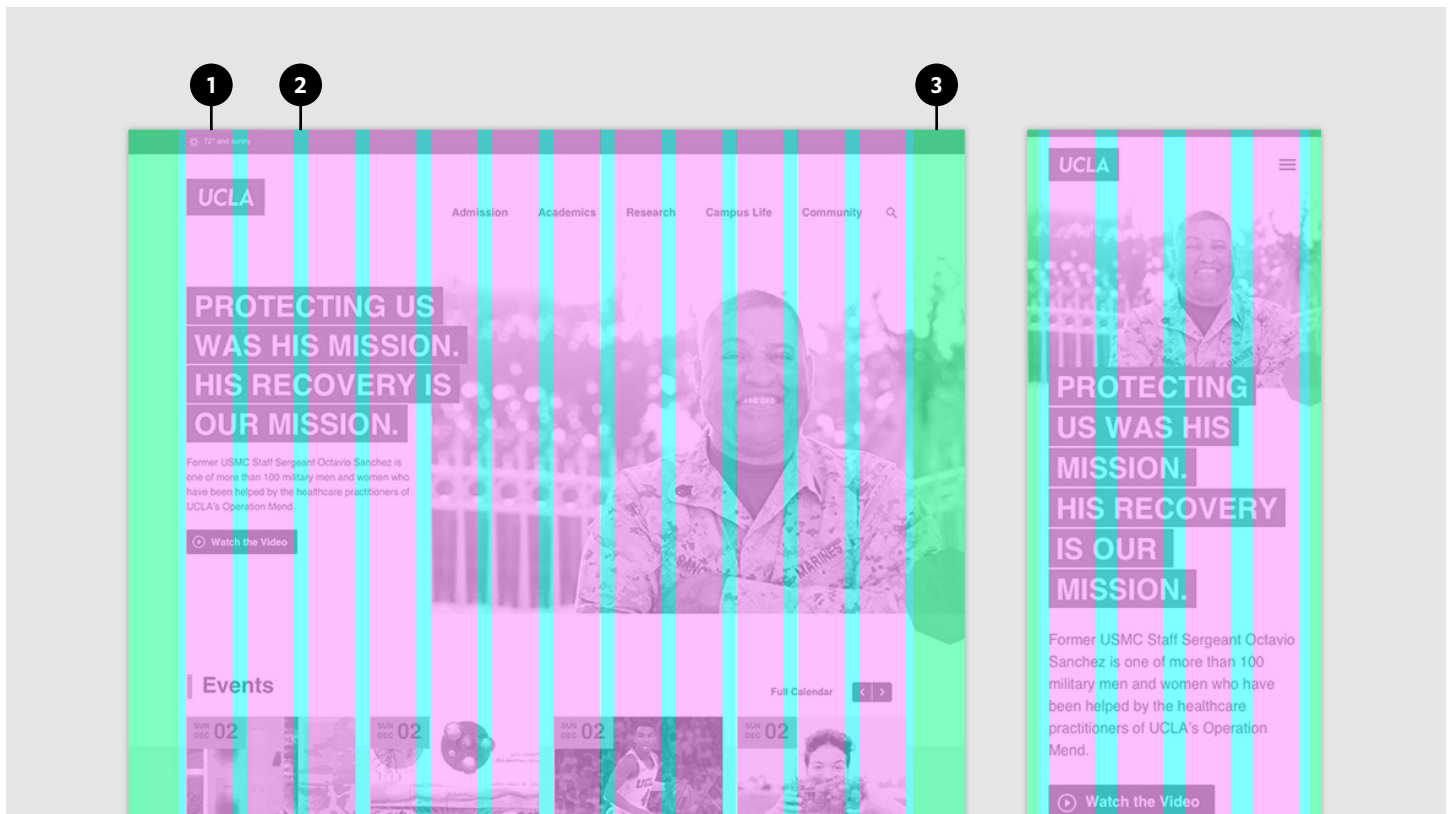 1
2
3
72° and sunny
UCLA
Admission
Academics
Research
Campus Life
Community
PROTECTING US
WAS HIS MISSION.
HIS RECOVERY IS
OUR MISSION.
Former USMC Staff Sergeant Octavio Sanchez is
one of more than 100 military men and women who
have been helped by the healthcare practitioners of
UCLA's Operation Mend.
Watch the Video
MARINES
Events
Full Calendar
SUN
DEC 02
SUN
DEC 02
SUN
DEC 02
SUN
DEC 02
UCLA
PROTECTING
US WAS HIS
MISSION.
HIS RECOVERY
IS OUR
MISSION.
Former USMC Staff Sergeant Octavio
Sanchez is one of more than 100
military men and women who have
been helped by the healthcare
practitioners of UCLA's Operation
Mend.
Watch the Video